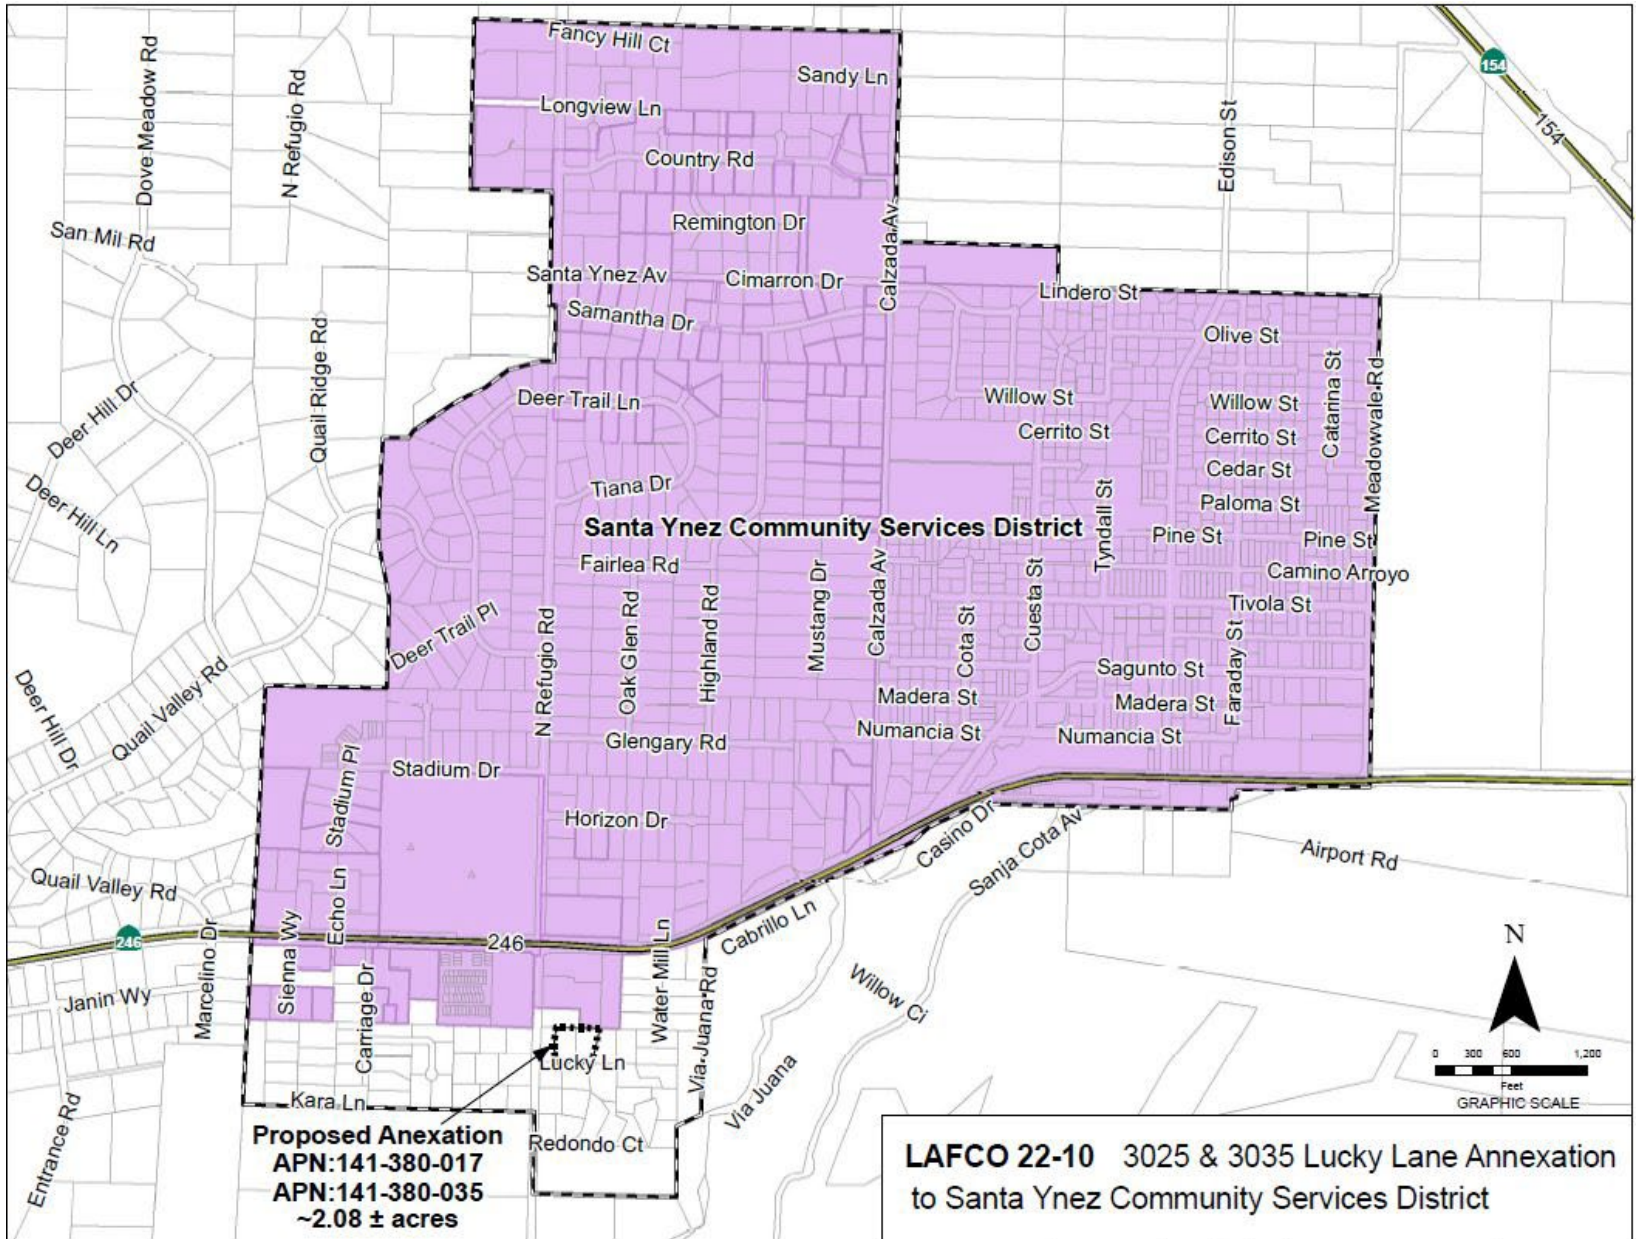 Fancy Hill Ct
Sandy Ln
154
154
Dove Meadow Rd
N Refugio Rd
Longview Ln
Edison St
Country Rd
San Mil Rd
Remington Dr
Calzada Av
Santa Ynez Av
Cimarron Dr
Lindero St
Samantha Dr
Olive St
Quail Ridge Rd
Catarina St
Meadowvale Rd
Deer Hill Dr
Deer Trail Ln
Willow St
Willow St
Cerrito St
Cerrito St
Cedar St
Deer Hill Ln
Tiana Dr
Tyndall St
Paloma St
Santa Ynez Community Services District
Pine St
Pine St
Fairlea Rd
Camino Arroyo
Mustang Dr
Calzada Av
Cuesta St
Tivola St
Deer Trail Pl
N Refugio Rd
Oak Glen Rd
Highland Rd
Cota St
Faraday St
Sagunto St
Deer Hill Dr
Quail Valley Rd
Madera St
Madera St
Numancia St
Numancia St
Glengary Rd
Stadium Pl
Stadium Dr
Horizon Dr
Casino Dr
Sanja Cota Av
Airport Rd
Quail Valley Rd
Echo Ln
Cabrillo Ln
246
246
Marcelino Dr
Sienna Wy
Water Mill Ln
N
Janin Wy
Carriage Dr
Via Juana Rd
Willow Ci
Lucky Ln
Via Juana
0 300 600 1,200
Feet
GRAPHIC SCALE
Kara Ln
Entrance Rd
Redondo Ct
Proposed Anexation
APN:141-380-017
APN:141-380-035
~2.08 ± acres
LAFCO 22-10 3025 & 3035 Lucky Lane Annexation
to Santa Ynez Community Services District